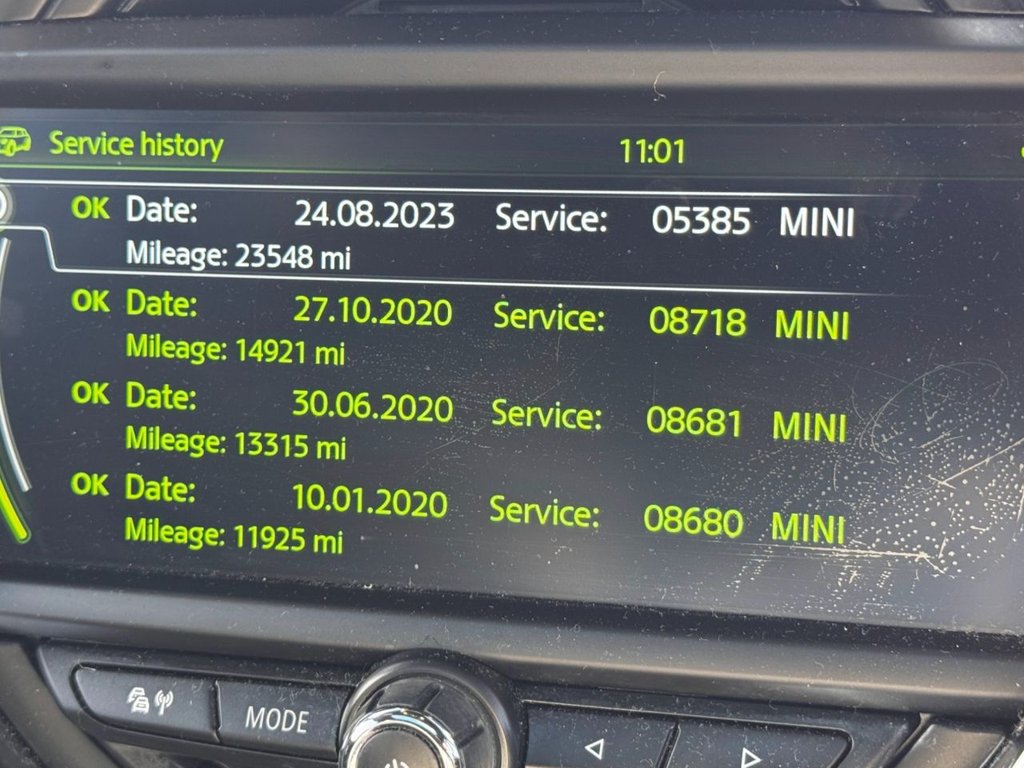 Service history 11:01
OK Date: 24.08.2023 Service: 05385 MINI
Mileage: 23548 mi
OK Date: 27.10.2020 Service: 08718 MINI
Mileage: 14921 mi
OK Date: 30.06.2020 Service: 08681 MINI
Mileage: 13315 mi
OK Date: 10.01.2020 Service: 08680 MINI
Mileage: 11925 mi
MODE